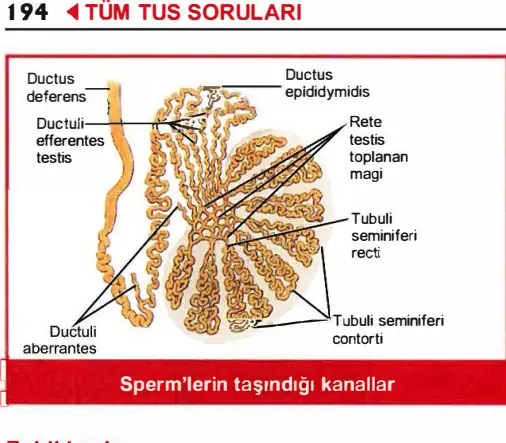 194 ◀ TÜM TUS SORULARI
Ductus
deferens
Ductuli
efferentes
testis
Ductus
epididymidis
Rete
testis
toplanan
magi
Tubuli
seminiferi
recti
Tubuli seminiferi
contorti
Ductuli
aberrantes
Sperm'lerin taşındığı kanallar